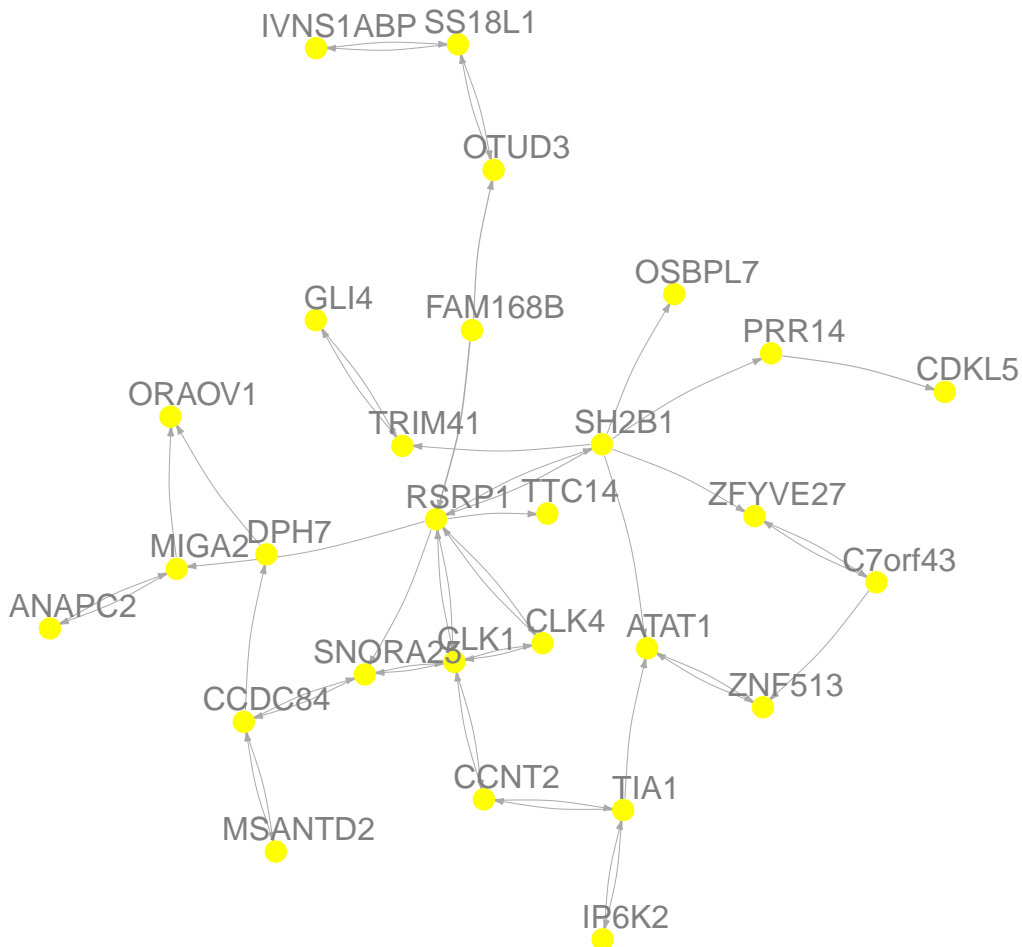 IVNS1ABP
SS18L1
OTUD3
OSBPL7
GLI4
FAM168B
PRR14
CDKL5
ORAOV1
TRIM41
SH2B1
RSRP1
TTC14
ZFYVE27
DPH7
MIGA2
C7orf43
ANAPC2
CLK4
ATAT1
CLK1
SNORA25
ZNF513
CCDC84
CCNT2
TIA1
MSANTD2
IP6K2